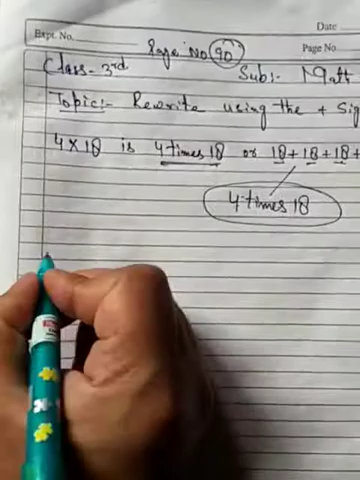 Date
Expt. No. Page No (90)
Page No
Class - 3rd Sub:- Math
Topic:- Rewrite using the + Sig
4 × 18 is 4 times 18 or 18 + 18 + 18 +
4 times 18